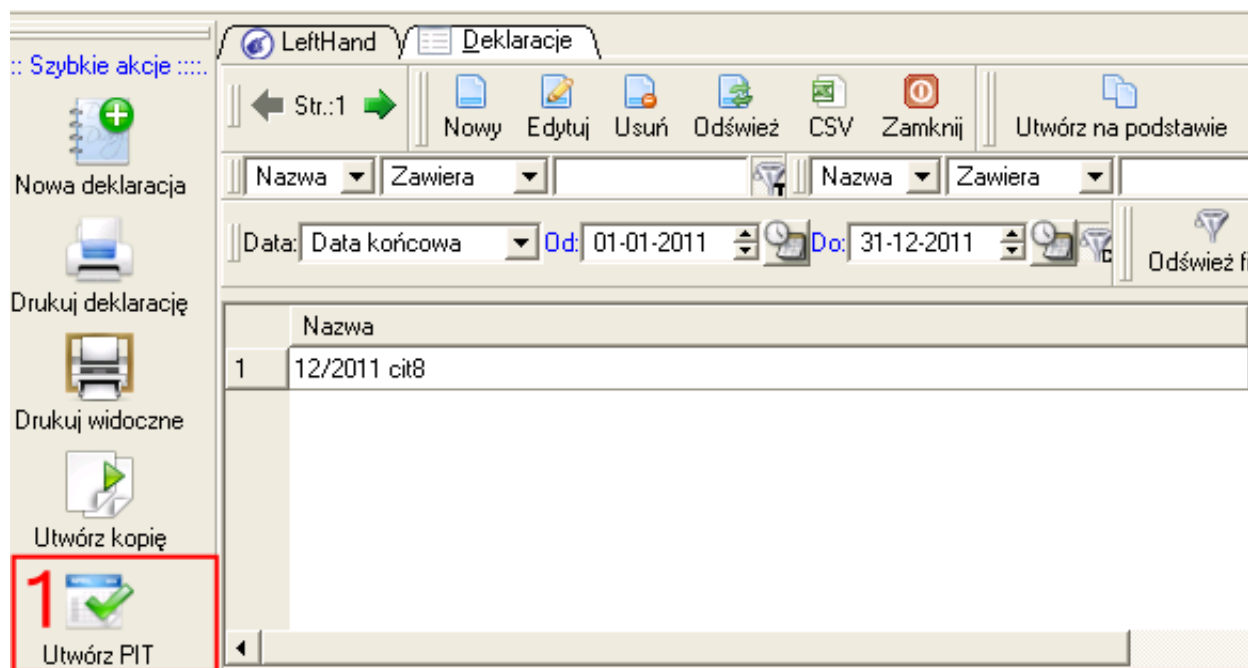 :: Szybkie akcje ::::.
Nowa deklaracja
Drukuj deklarację
Drukuj widoczne
Utwórz kopię
1
Utwórz PIT
LeftHand Deklaracje
Str.:1 Nowy Edytuj Usuń Odśwież CSV Zamknij Utwórz na podstawie
Nazwa Zawiera T Nazwa Zawiera
Data: Data końcowa Od: 01-01-2011 Do: 31-12-2011 D Odśwież fi
Nazwa
1 12/2011 cit8